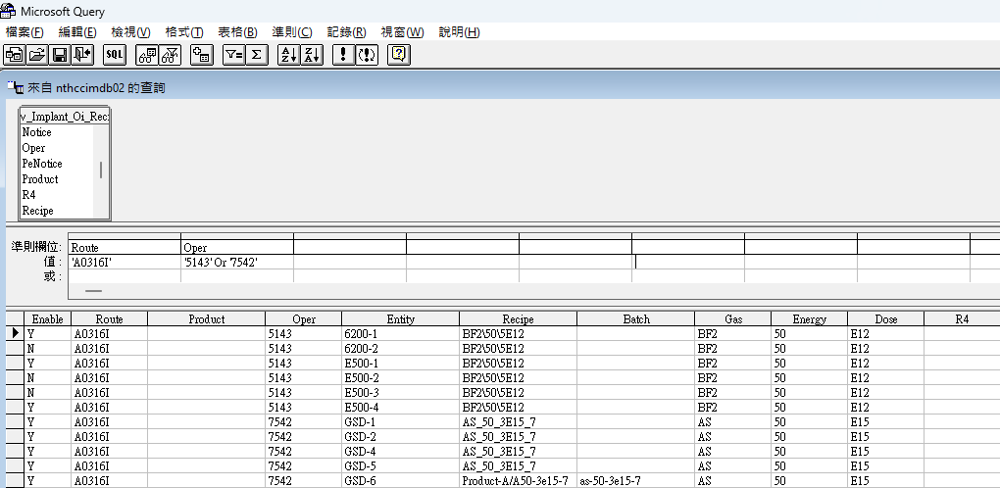 Microsoft Query
檔案(F) 編輯(E) 檢視(V) 格式(T) 表格(B) 準則(C) 記錄(R) 視窗(W) 說明(H)
SQL
來自 nthccimdb02 的查詢
v_Implant_Oi_Rec
Notice
Oper
PeNotice
Product
R4
Recipe
準則欄位: Route Oper
值: 'A0316I' '5143' Or '7542'
或:
Enable Route Product Oper Entity Recipe Batch Gas Energy Dose R4
Y A0316I 5143 6200-1 BF2\50\5E12 BF2 50 E12
N A0316I 5143 6200-2 BF2\50\5E12 BF2 50 E12
Y A0316I 5143 E500-1 BF2\50\5E12 BF2 50 E12
N A0316I 5143 E500-2 BF2\50\5E12 BF2 50 E12
N A0316I 5143 E500-3 BF2\50\5E12 BF2 50 E12
Y A0316I 5143 E500-4 BF2\50\5E12 BF2 50 E12
Y A0316I 7542 GSD-1 AS_50_3E15_7 AS 50 E15
Y A0316I 7542 GSD-2 AS_50_3E15_7 AS 50 E15
Y A0316I 7542 GSD-4 AS_50_3E15_7 AS 50 E15
Y A0316I 7542 GSD-5 AS_50_3E15_7 AS 50 E15
Y A0316I 7542 GSD-6 Product-A/A50-3e15-7 as-50-3e15-7 AS 50 E15